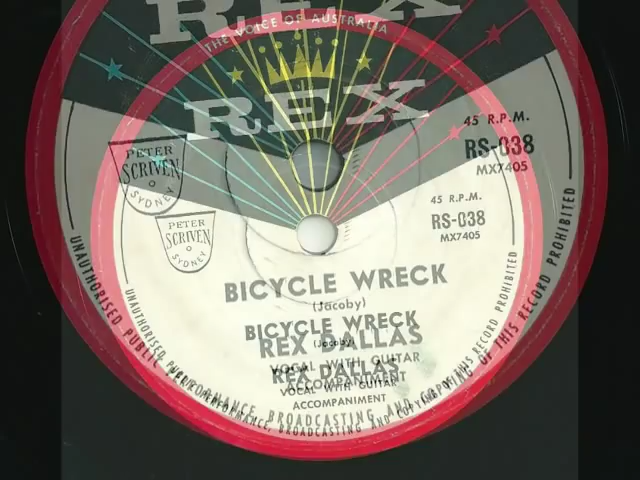 REX
THE VOICE OF AUSTRALIA
REX
45 R.P.M.
RS-038
MX7405
PETER
SCRIVEN
SYDNEY
45 R.P.M.
RS-038
MX7405
PETER
SCRIVEN
SYDNEY
BICYCLE WRECK
(Jacoby)
BICYCLE WRECK
(Jacoby)
REX DALLAS
VOCAL WITH GUITAR
ACCOMPANIMENT
REX DALLAS
VOCAL WITH GUITAR
ACCOMPANIMENT
UNAUTHORISED PUBLIC PERFORMANCE, BROADCASTING AND COPYING OF THIS RECORD PROHIBITED
UNAUTHORISED PUBLIC PERFORMANCE, BROADCASTING AND COPYING OF THIS RECORD PROHIBITED